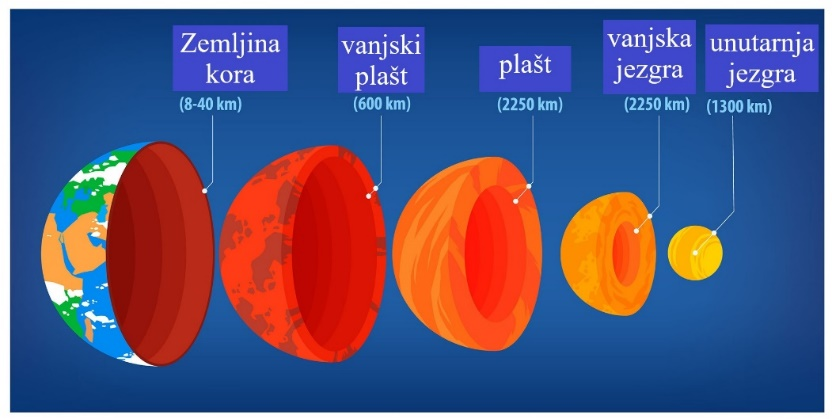 Zemljina
kora
(8-40 km)
vanjski
plašt
(600 km)
plašt
(2250 km)
vanjska
jezgra
(2250 km)
unutarnja
jezgra
(1300 km)